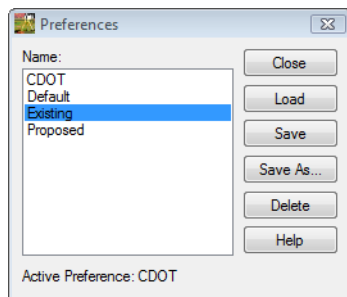 Preferences
Name:
CDOT
Default
Existing
Proposed
Close
Load
Save
Save As...
Delete
Help
Active Preference: CDOT